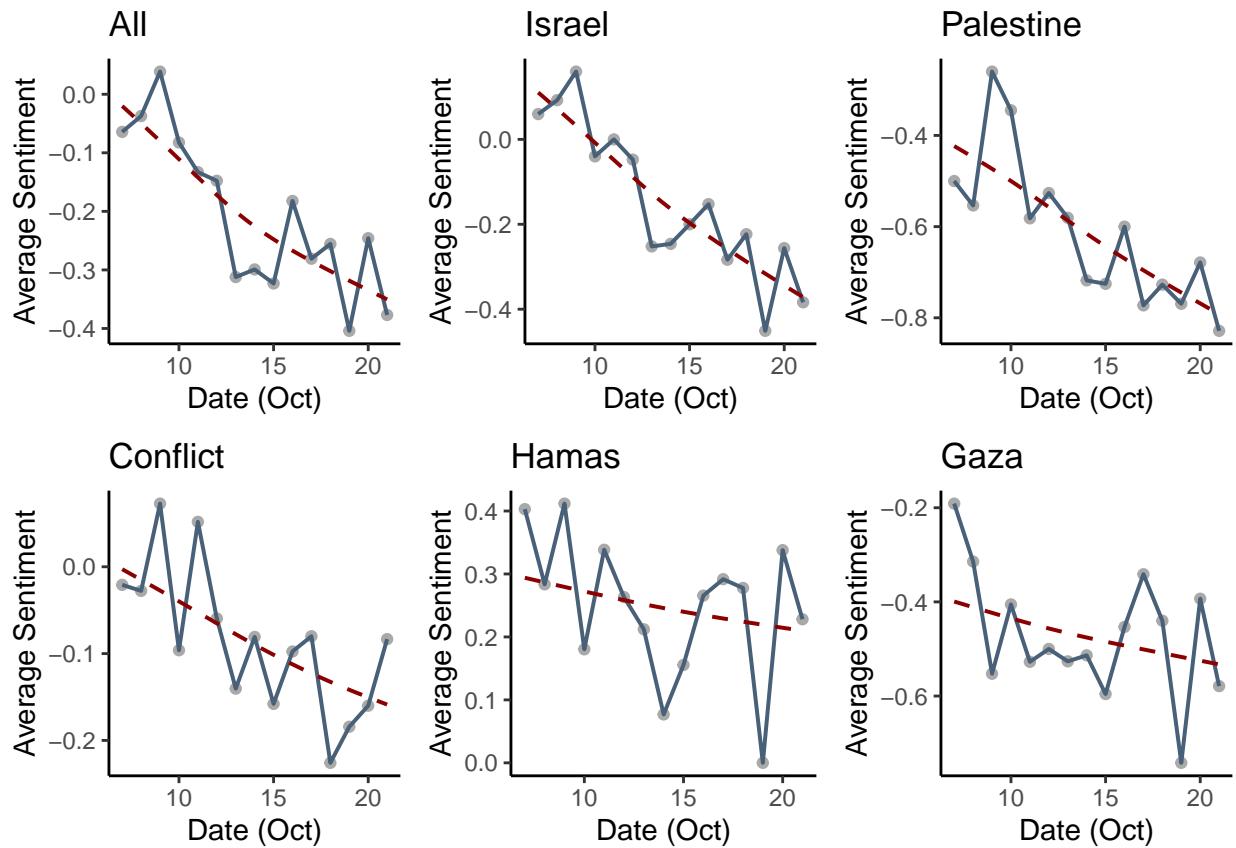 All
Israel
Palestine
Average Sentiment
0.0
−0.1
−0.2
−0.3
−0.4
10
15
20
Date (Oct)
Average Sentiment
0.0
−0.2
−0.4
10
15
20
Date (Oct)
Average Sentiment
−0.4
−0.6
−0.8
10
15
20
Date (Oct)
Conflict
Hamas
Gaza
Average Sentiment
0.0
−0.1
−0.2
10
15
20
Date (Oct)
Average Sentiment
0.4
0.3
0.2
0.1
0.0
10
15
20
Date (Oct)
Average Sentiment
−0.2
−0.4
−0.6
10
15
20
Date (Oct)